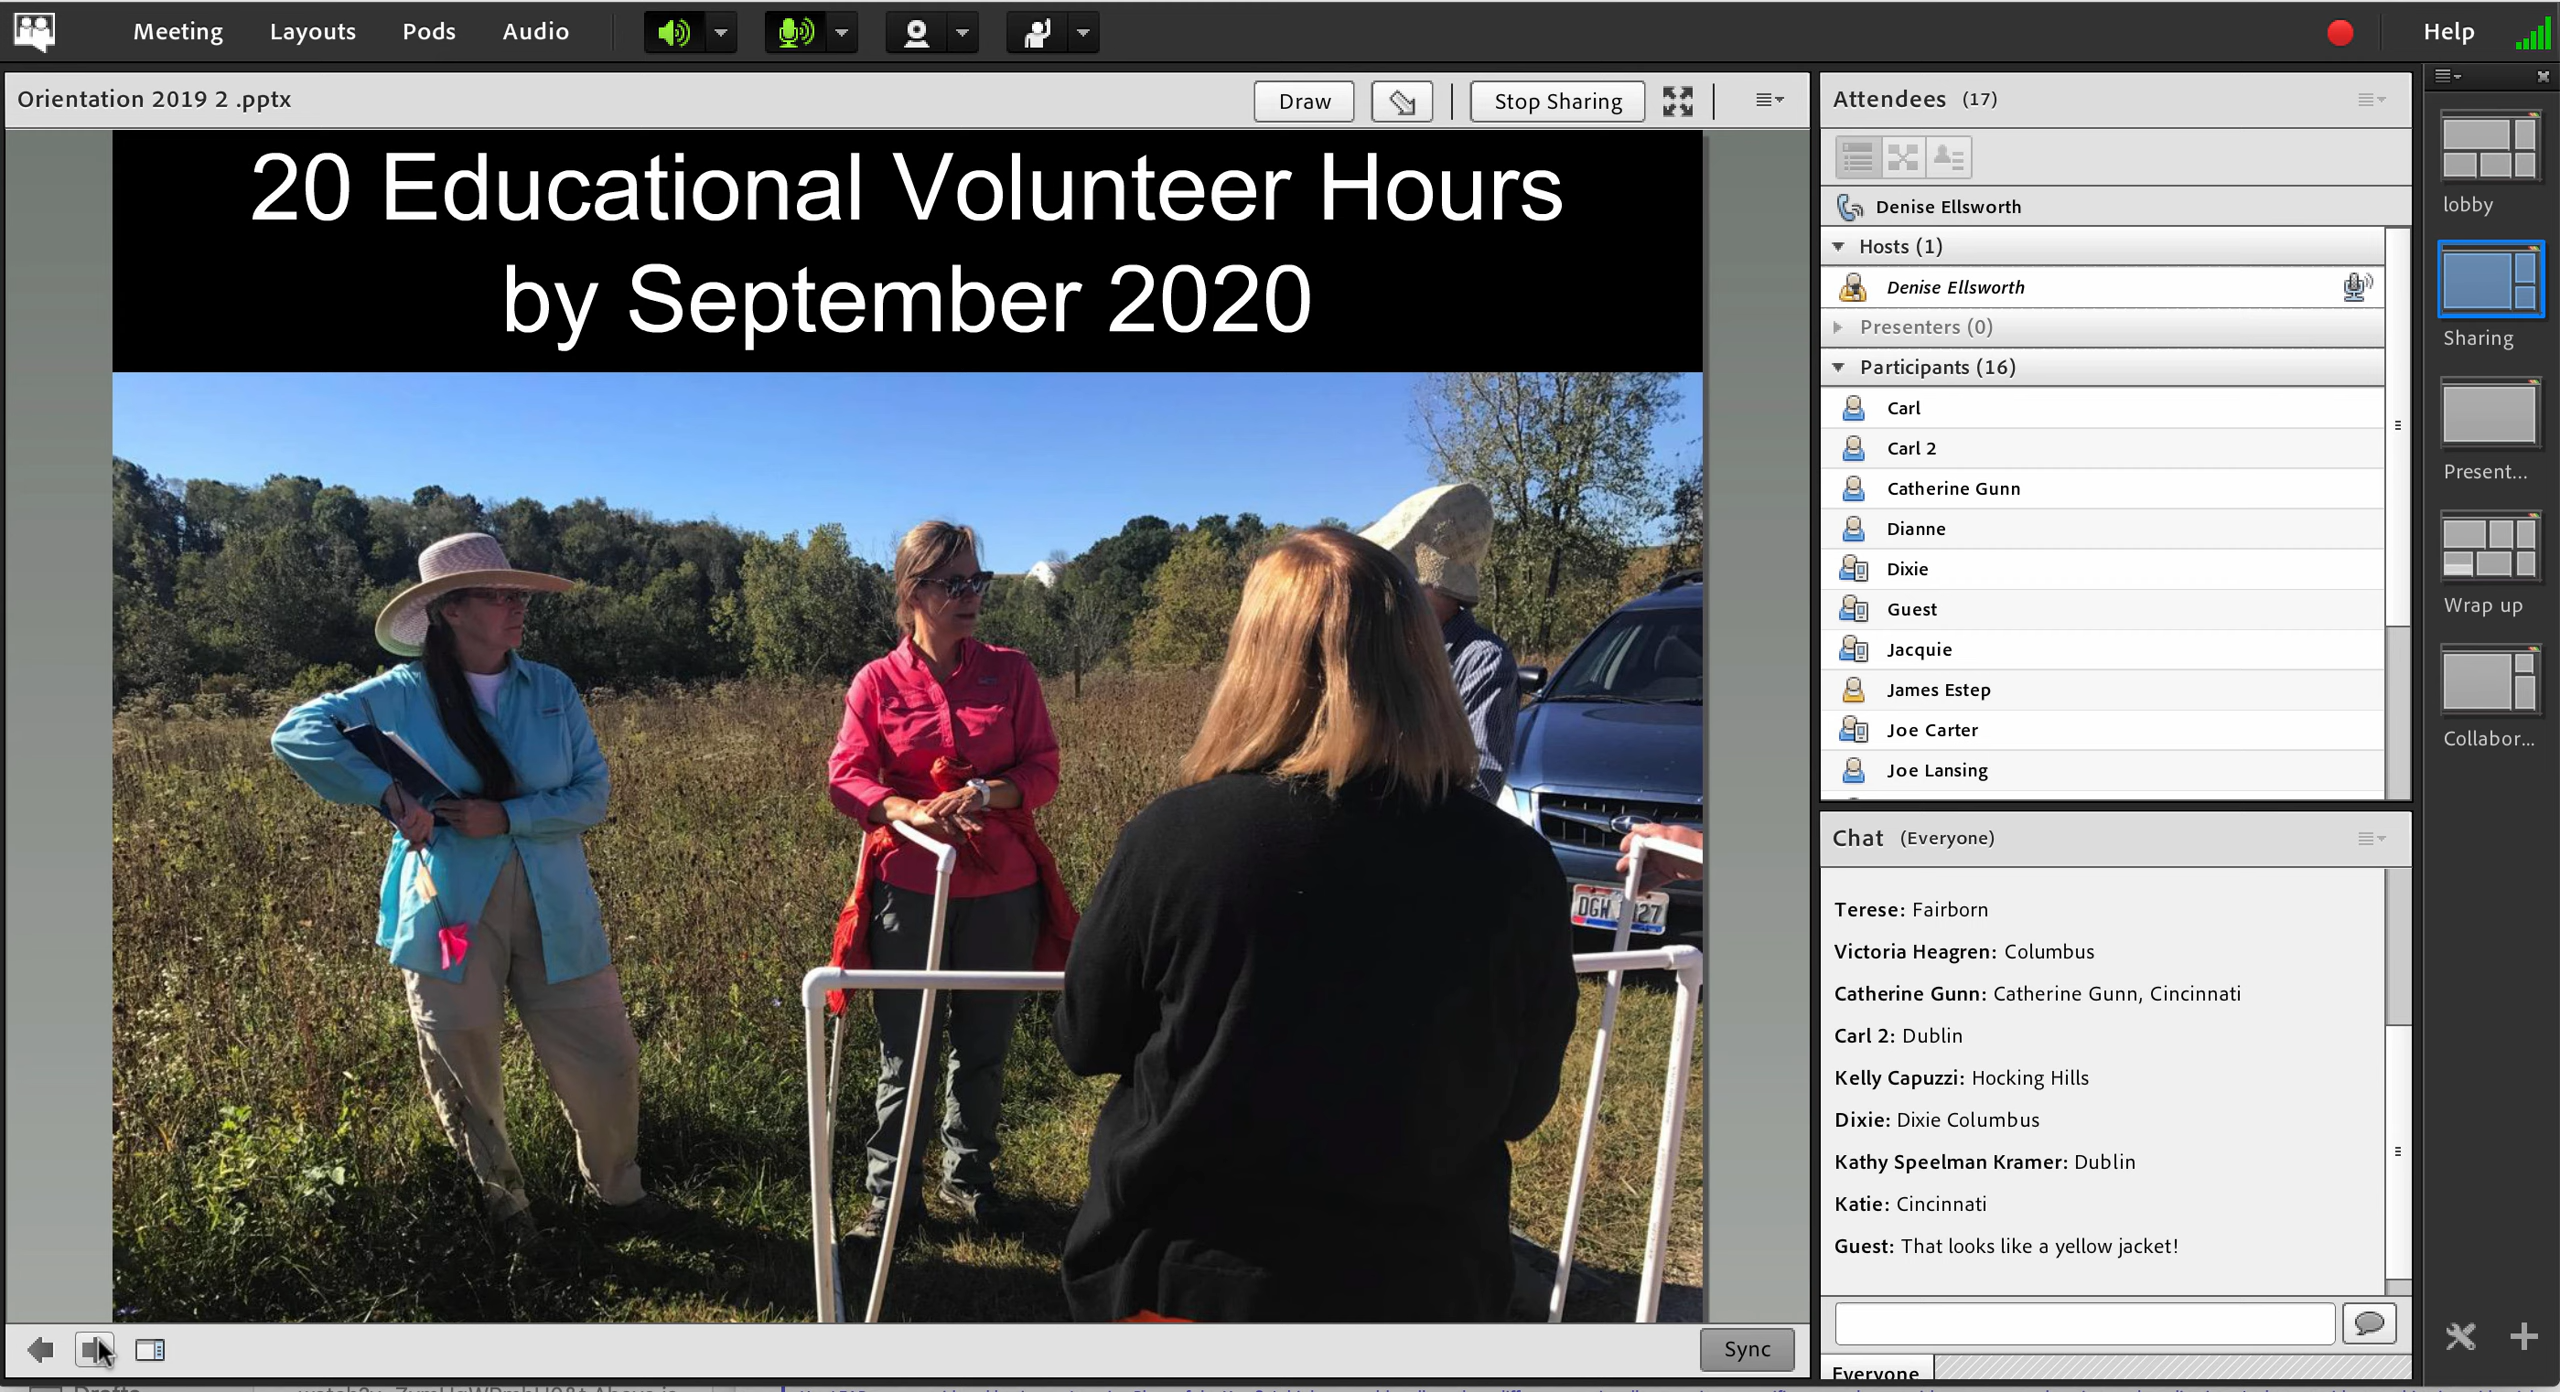 Meeting
Layouts
Pods
Audio
Help
Orientation 2019 2 .pptx
Draw
Stop Sharing
20 Educational Volunteer Hours
by September 2020
DGW
27
Sync
Attendees (17)
Denise Ellsworth
Hosts (1)
Denise Ellsworth
Presenters (0)
Participants (16)
Carl
Carl 2
Catherine Gunn
Dianne
Dixie
Guest
Jacquie
James Estep
Joe Carter
Joe Lansing
Chat (Everyone)
Terese: Fairborn
Victoria Heagren: Columbus
Catherine Gunn: Catherine Gunn, Cincinnati
Carl 2: Dublin
Kelly Capuzzi: Hocking Hills
Dixie: Dixie Columbus
Kathy Speelman Kramer: Dublin
Katie: Cincinnati
Guest: That looks like a yellow jacket!
Everyone
lobby
Sharing
Present...
Wrap up
Collabor...